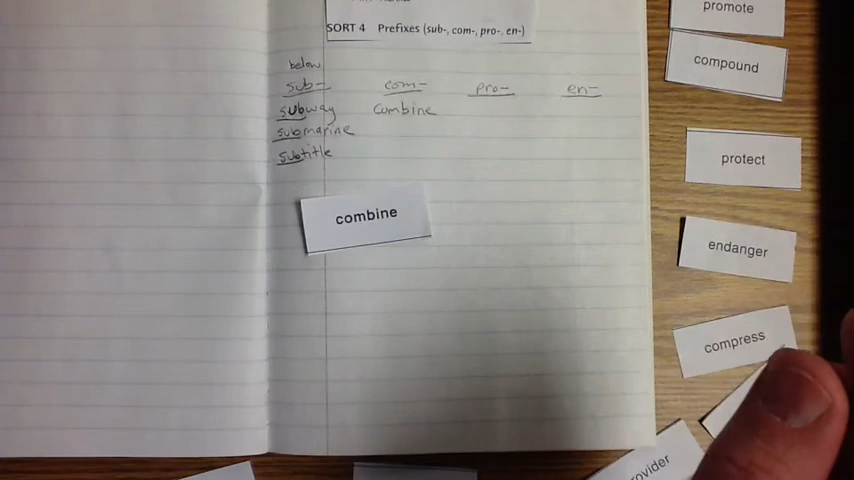 promote
SORT 4 Prefixes (sub-, com-, pro-, en-)
below
sub- com- pro- en-
subway Combine
submarine
subtitle
compound
protect
combine
endanger
compress
rovider